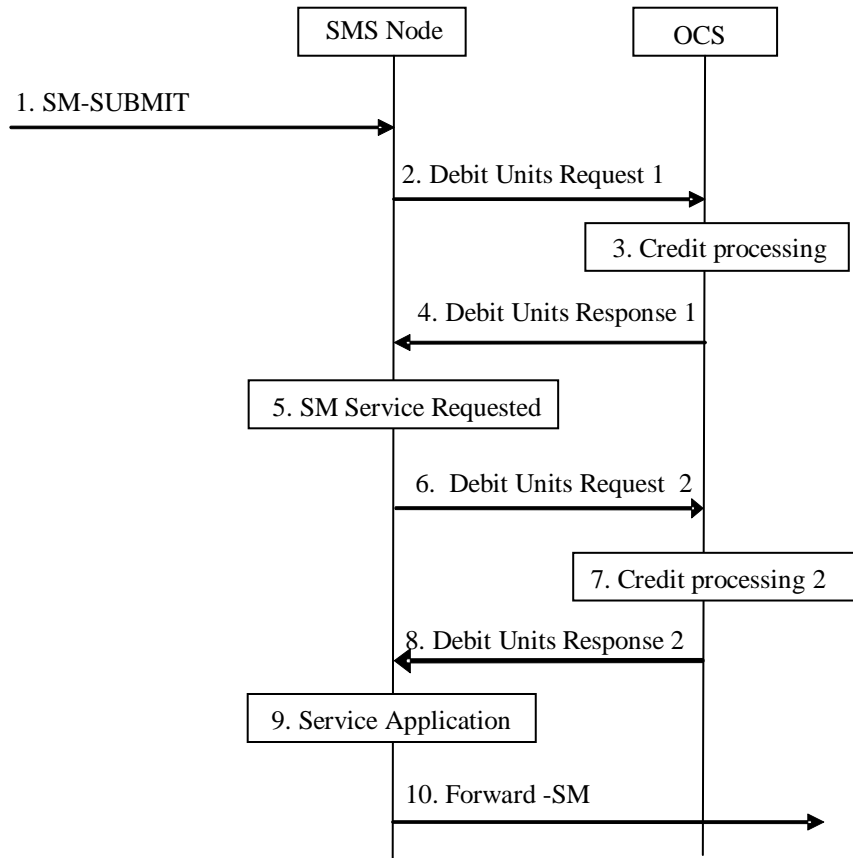 SMS Node
OCS
1. SM-SUBMIT
2. Debit Units Request 1
3. Credit processing
4. Debit Units Response 1
5. SM Service Requested
6. Debit Units Request 2
7. Credit processing 2
8. Debit Units Response 2
9. Service Application
10. Forward -SM